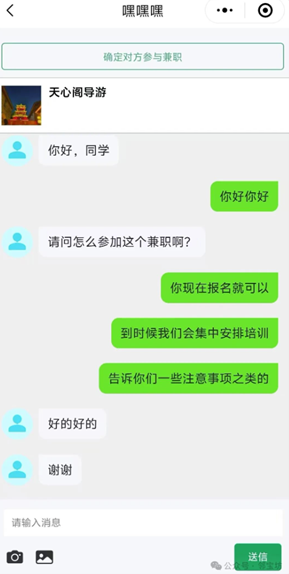 嘿嘿嘿
确定对方参与兼职
天心阁导游
你好，同学
你好你好
请问怎么参加这个兼职啊？
你现在报名就可以
到时候我们会集中安排培训
告诉你们一些注意事项之类的
好的好的
谢谢
请输入消息
送信
公众号